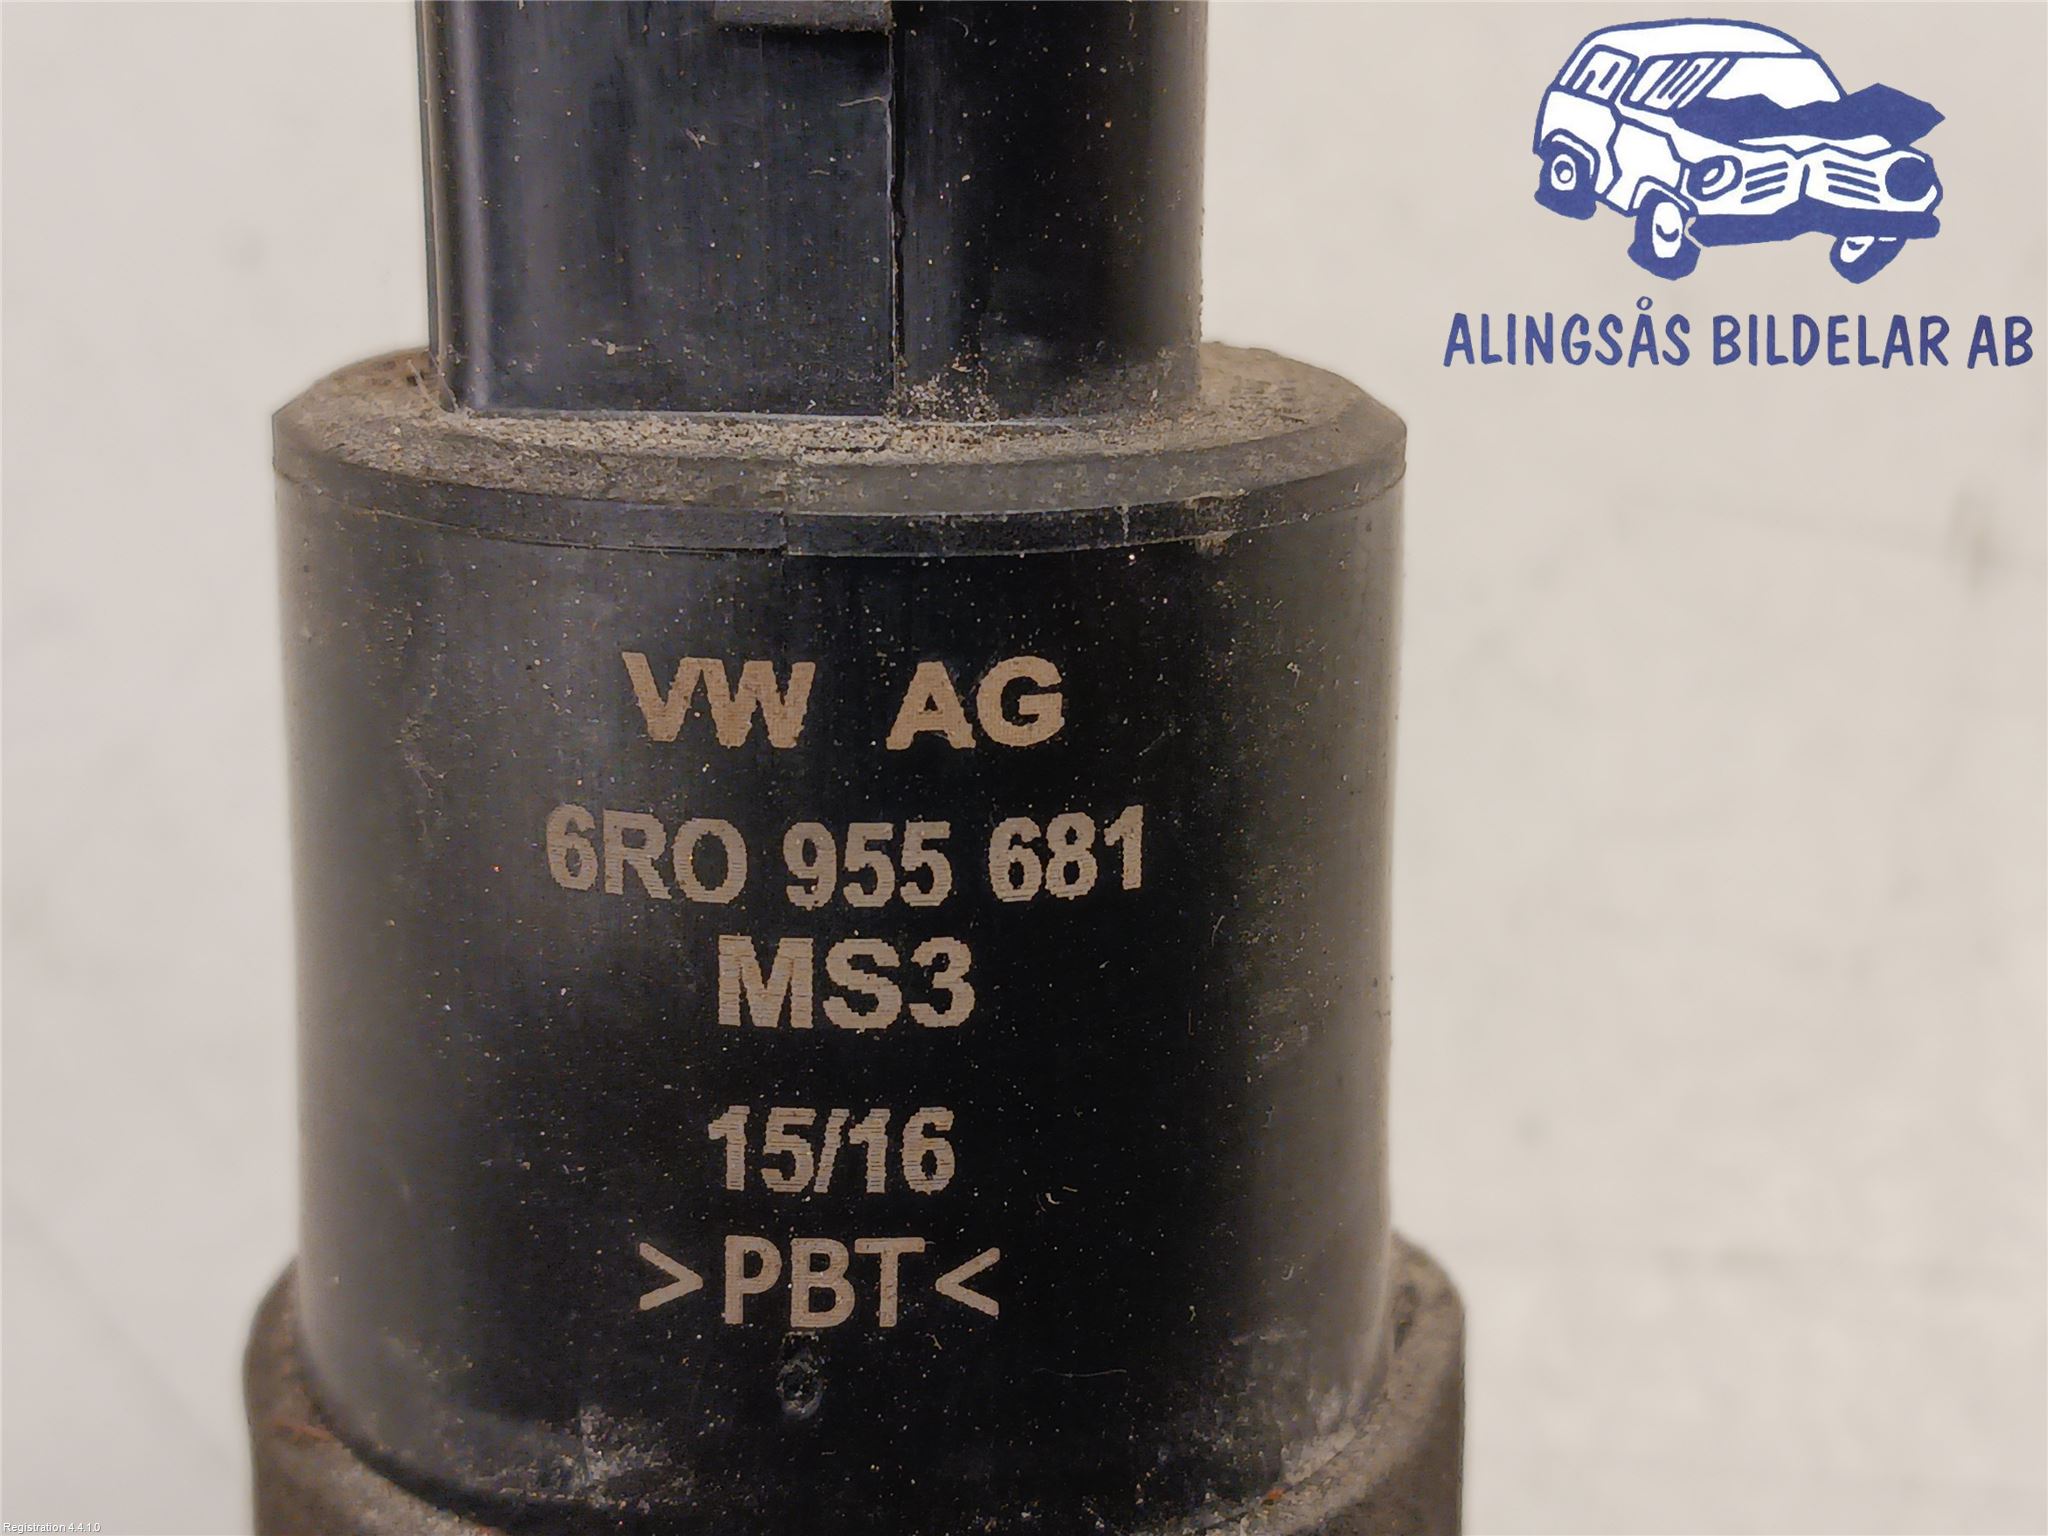 ALINGSÅS BILDELAR AB
VW AG
6RO 955 681
MS3
15/16
>PBT<
Registration 4.4.1.0